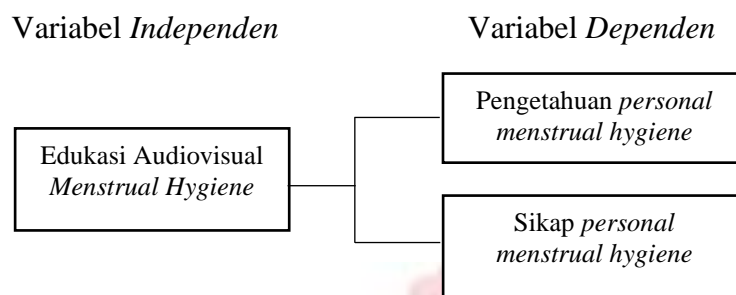 Variabel Independen
Variabel Dependen
Edukasi Audiovisual
Menstrual Hygiene
Pengetahuan personal
menstrual hygiene
Sikap personal
menstrual hygiene